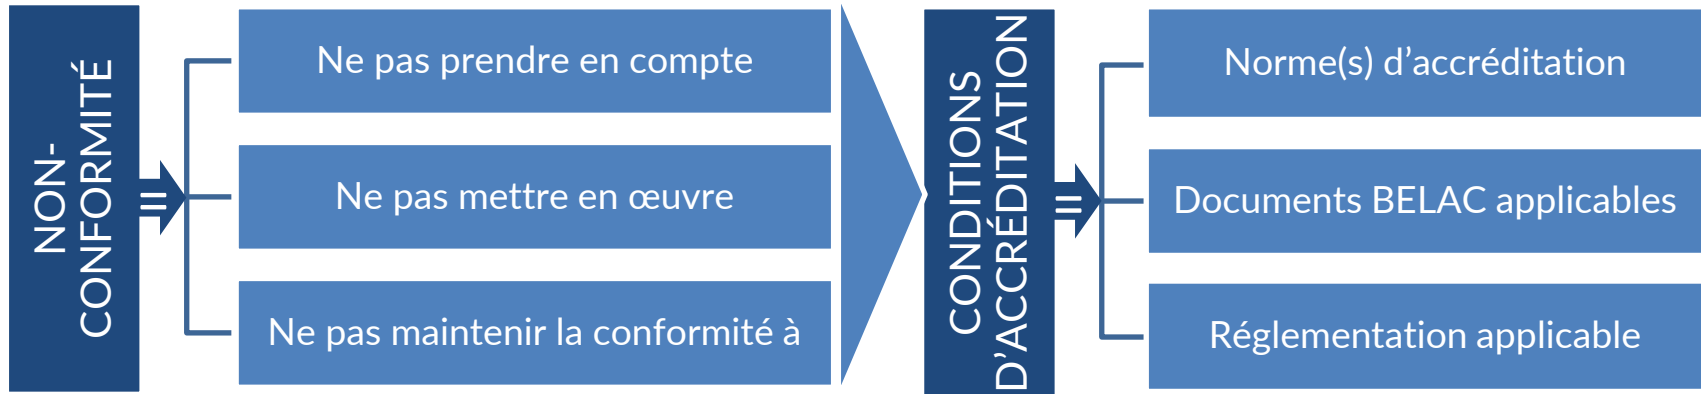 NON-
CONFORMITÉ
=
Ne pas prendre en compte
Ne pas mettre en œuvre
Ne pas maintenir la conformité à
CONDITIONS
D’ACCRÉDITATION
=
Norme(s) d’accréditation
Documents BELAC applicables
Réglementation applicable